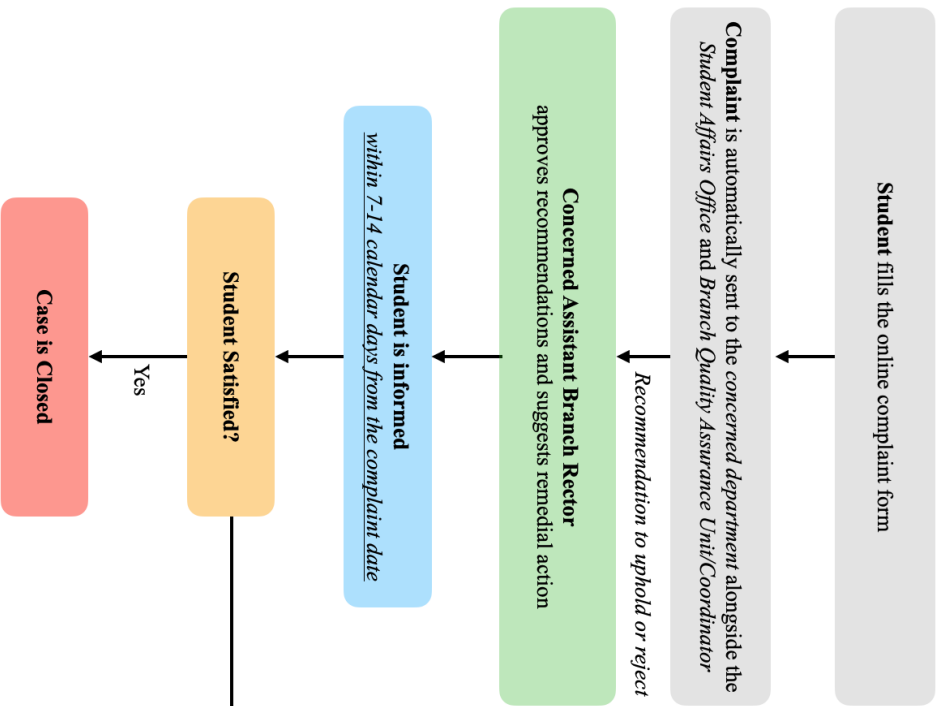 Student fills the online complaint form
Complaint is automatically sent to the concerned department alongside the
Student Affairs Office and Branch Quality Assurance Unit/Coordinator
Recommendation to uphold or reject
Concerned Assistant Branch Rector
approves recommendations and suggests remedial action
Student is informed
within 7-14 calendar days from the complaint date
Student Satisfied?
Yes
Case is Closed